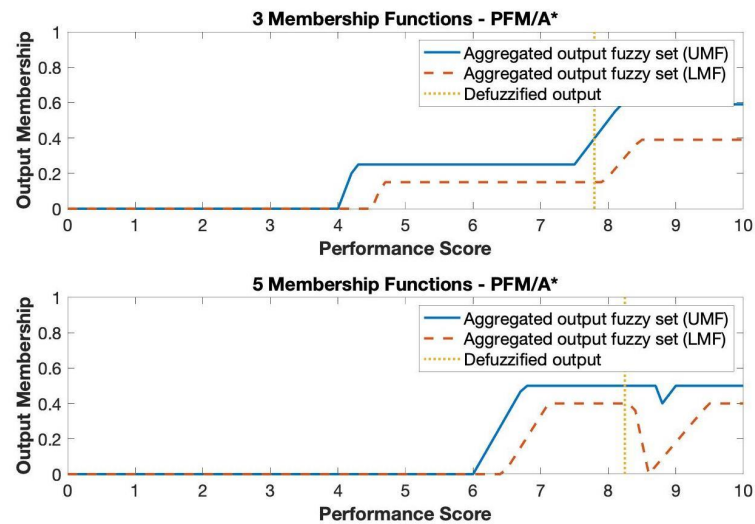 3 Membership Functions - PFM/A*
Output Membership
1
0.8
0.6
0.4
0.2
0
Aggregated output fuzzy set (UMF)
Aggregated output fuzzy set (LMF)
Defuzzified output
0 1 2 3 4 5 6 7 8 9 10
Performance Score
5 Membership Functions - PFM/A*
Output Membership
1
0.8
0.6
0.4
0.2
0
Aggregated output fuzzy set (UMF)
Aggregated output fuzzy set (LMF)
Defuzzified output
0 1 2 3 4 5 6 7 8 9 10
Performance Score